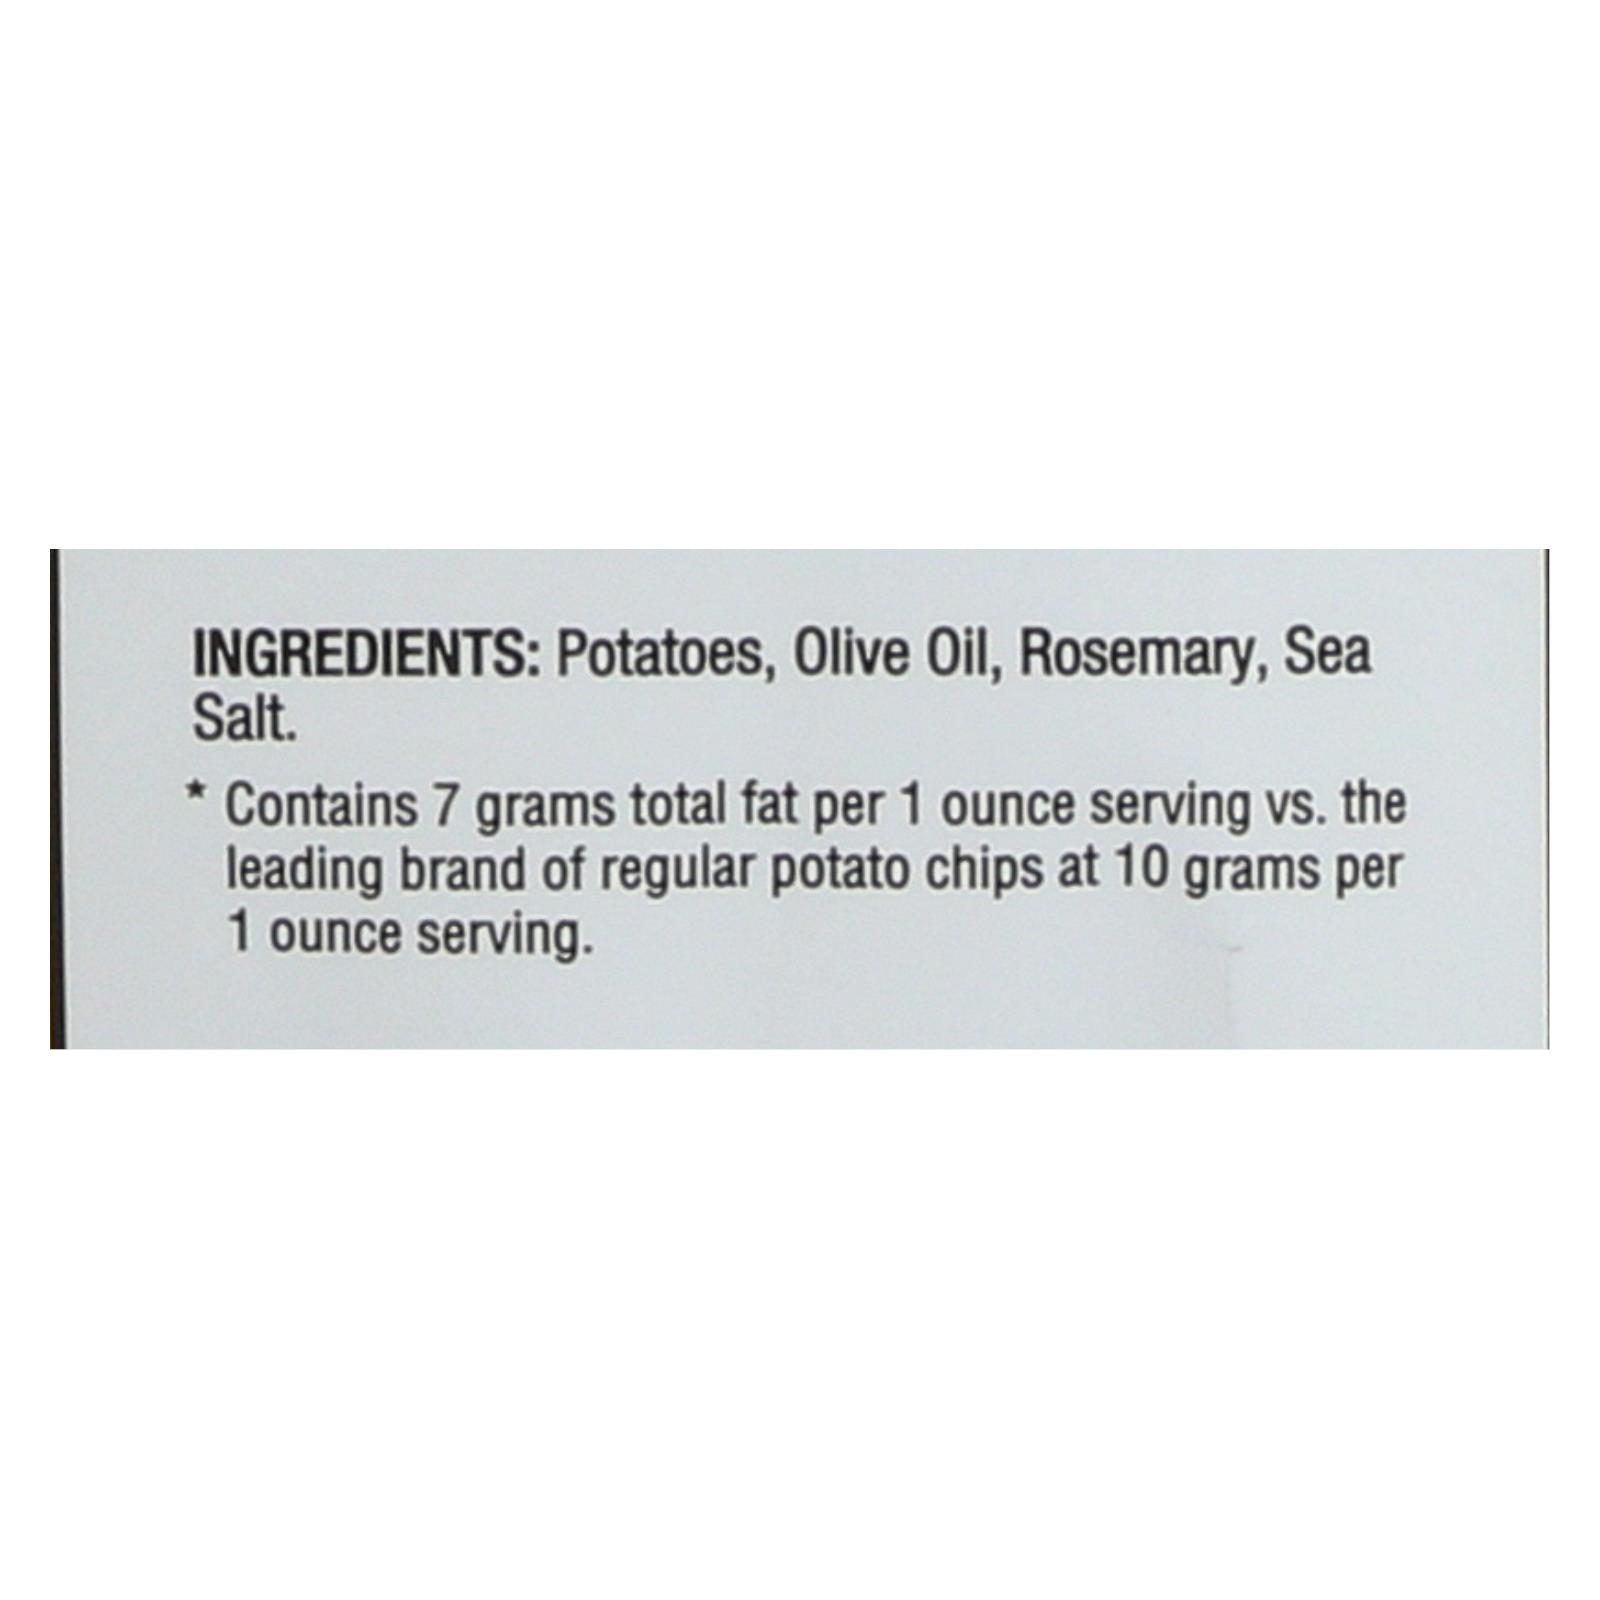 INGREDIENTS: Potatoes, Olive Oil, Rosemary, Sea
Salt.
* Contains 7 grams total fat per 1 ounce serving vs. the
leading brand of regular potato chips at 10 grams per
1 ounce serving.